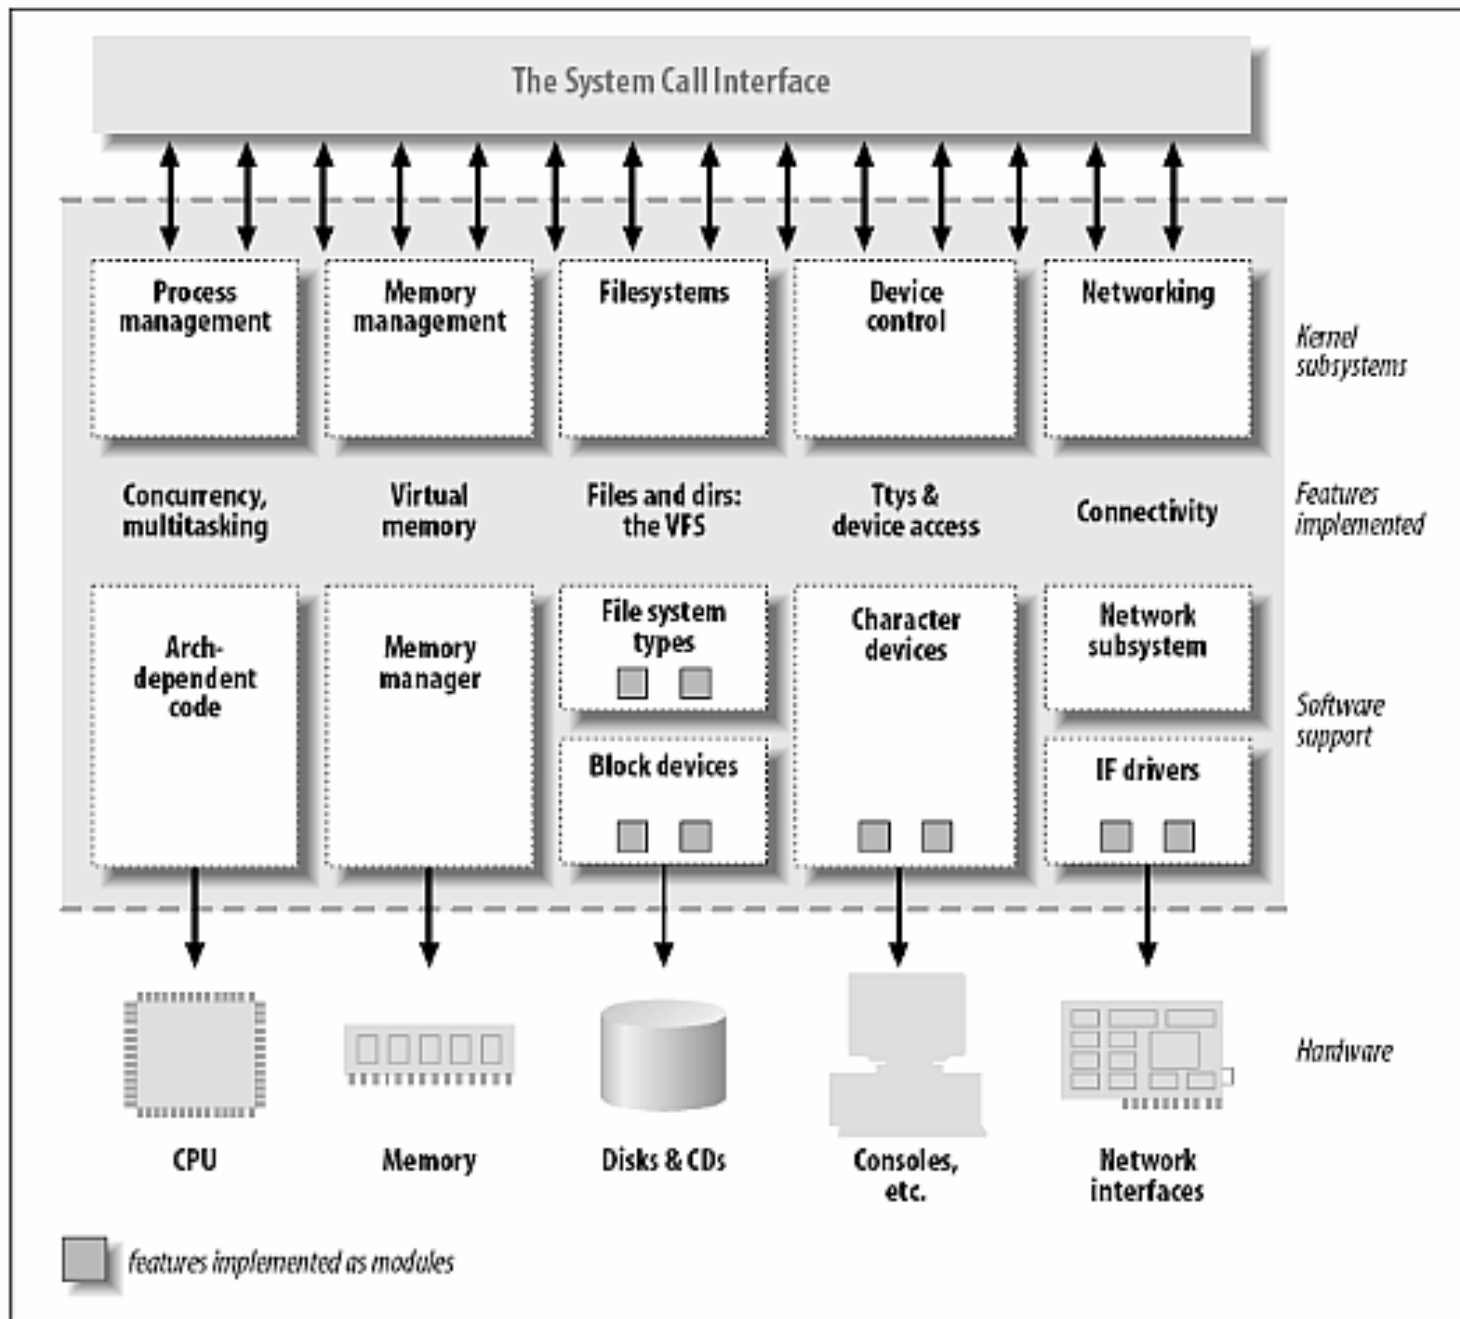 The System Call Interface
Process
management
Memory
management
Filesystems
Device
control
Networking
Kernel
subsystems
Concurrency,
multitasking
Virtual
memory
Files and dirs:
the VFS
Ttys &
device access
Connectivity
Features
implemented
Arch-
dependent
code
Memory
manager
File system
types
Block devices
Character
devices
Network
subsystem
IF drivers
Software
support
CPU
Memory
Disks & CDs
Consoles,
etc.
Network
interfaces
Hardware
features implemented as modules